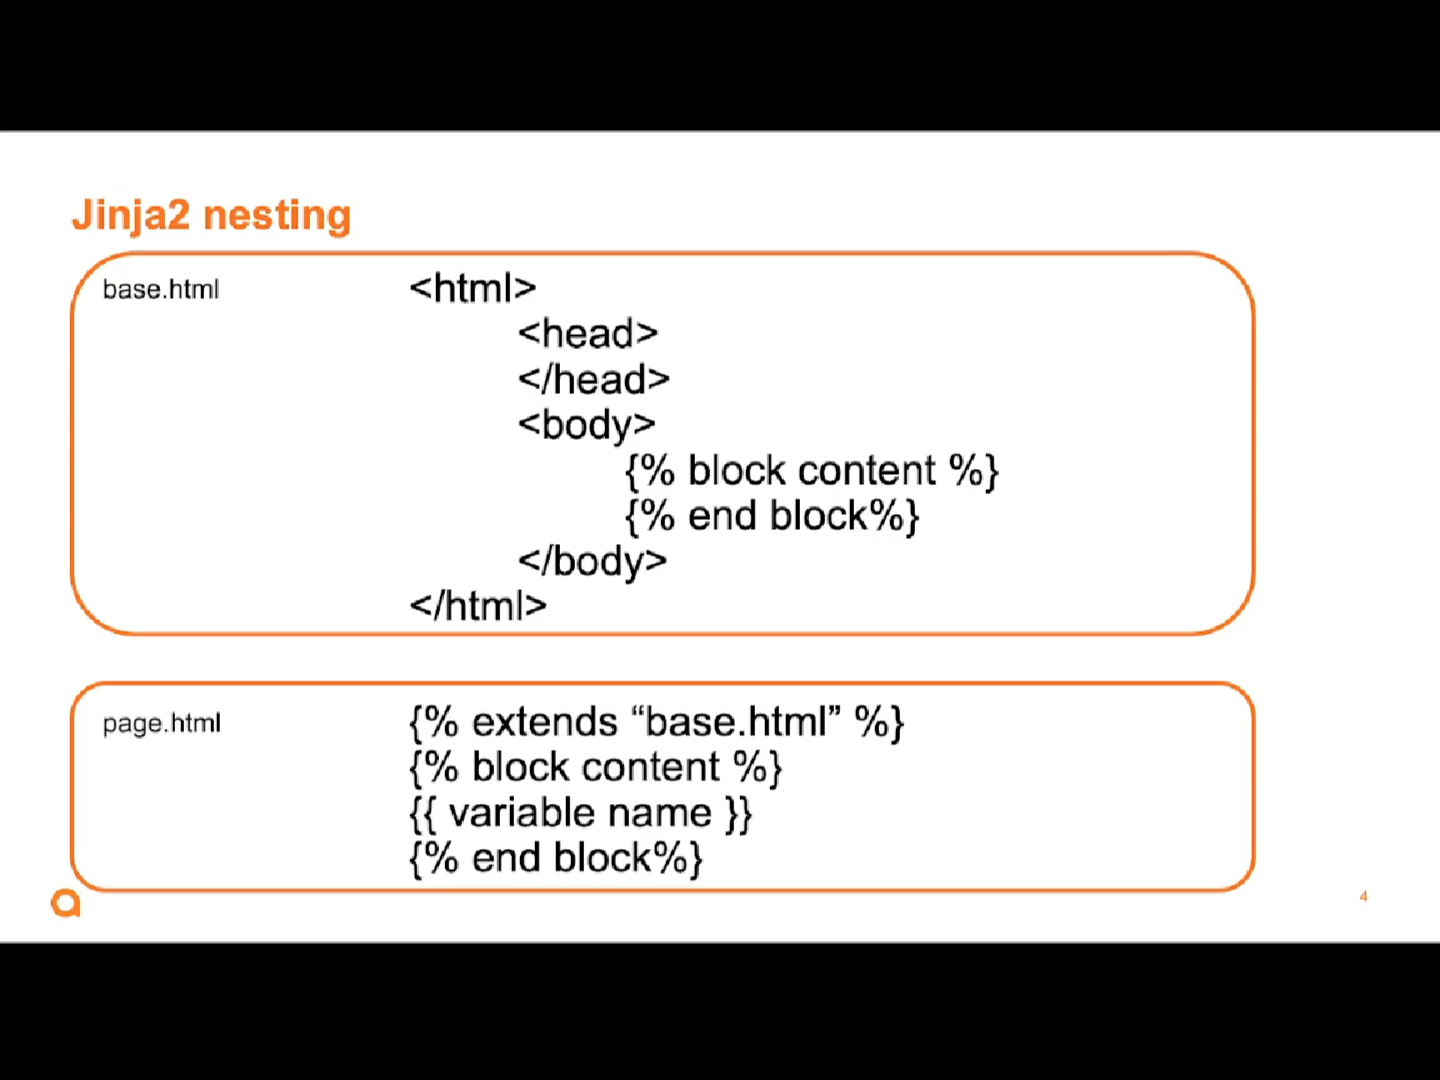 Jinja2 nesting
base.html
<html>
<head>
</head>
<body>
{% block content %}
{% end block%}
</body>
</html>
page.html
{% extends “base.html” %}
{% block content %}
{{ variable name }}
{% end block%}
a
4